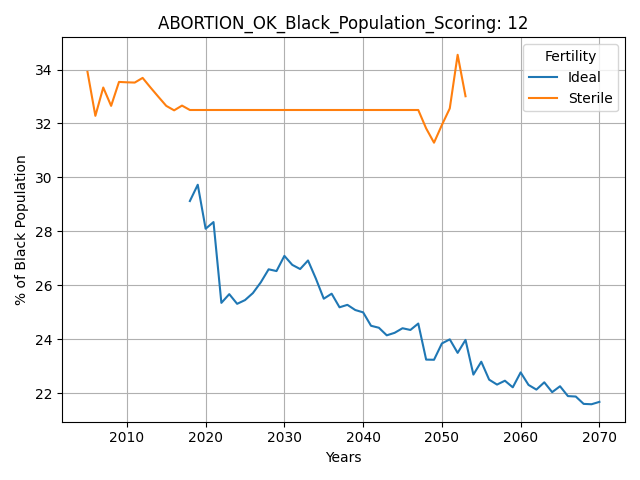 ABORTION_OK_Black_Population_Scoring: 12
Fertility
Ideal
Sterile
% of Black Population
34
32
30
28
26
24
22
2010 2020 2030 2040 2050 2060 2070
Years